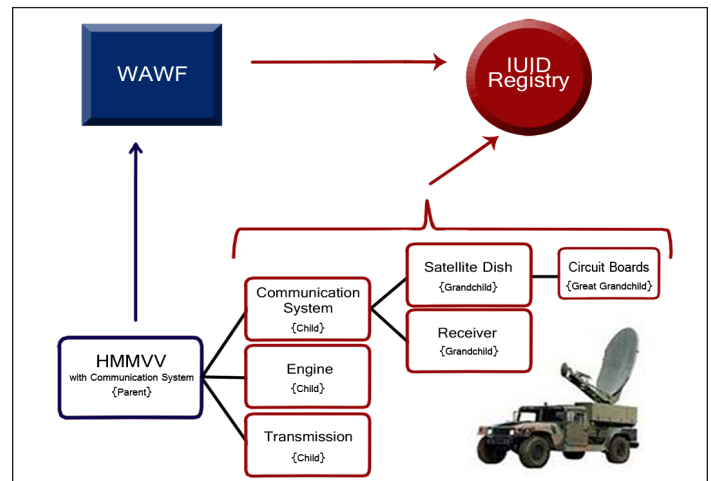 WAWF
IUID
Registry
Satellite Dish
{Grandchild}
Circuit Boards
{Great Grandchild}
Communication
System
{Child}
Receiver
{Grandchild}
HMMVV
with Communication System
{Parent}
Engine
{Child}
Transmission
{Child}